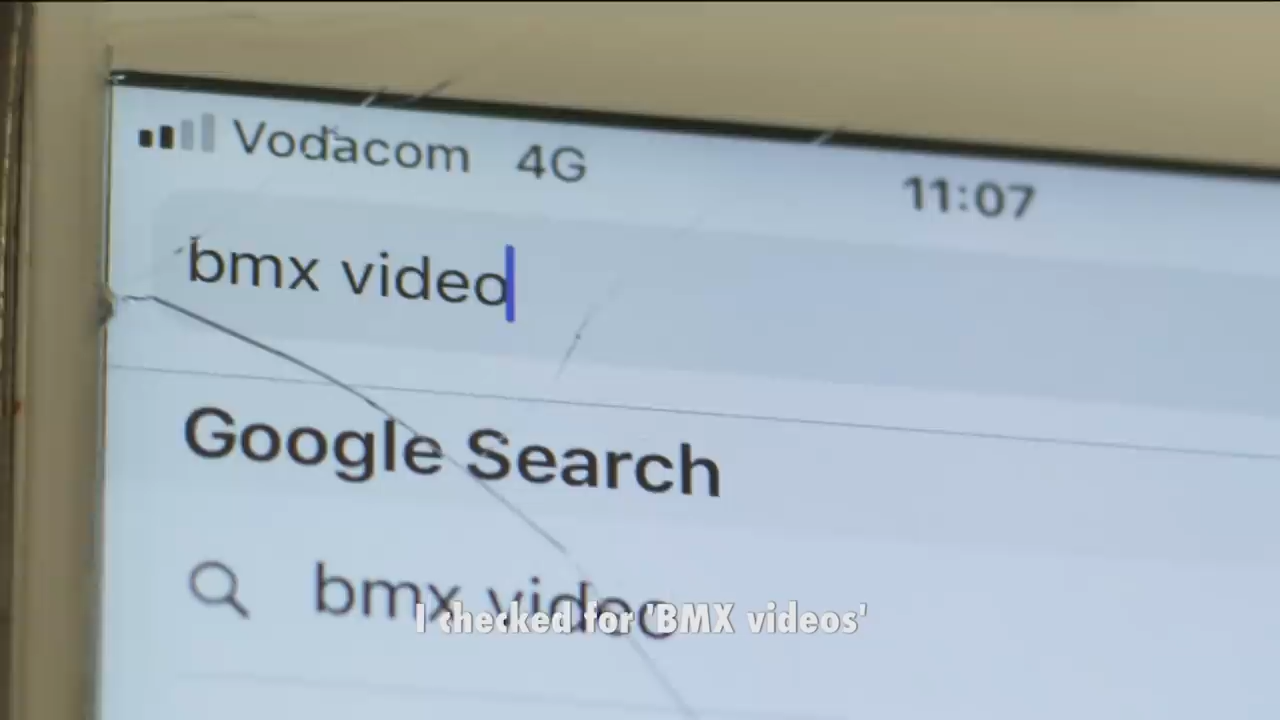 Vodacom 4G 11:07
bmx video
Google Search
bmx video
I checked for 'BMX videos'